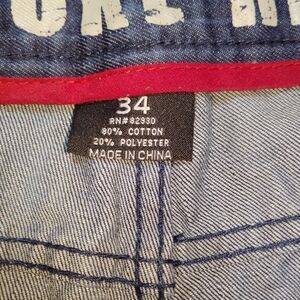 34
RN#82930
80% COTTON
20% POLYESTER
MADE IN CHINA